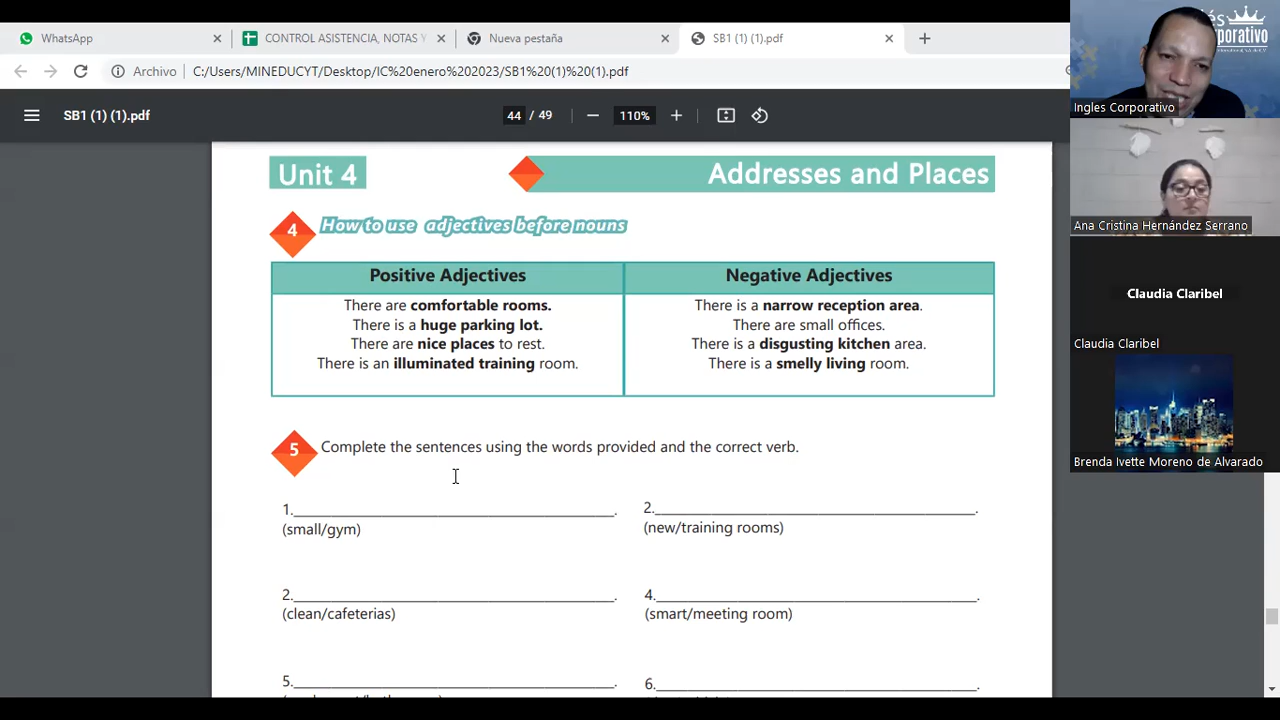 WhatsApp
CONTROL ASISTENCIA, NOTAS Y
Nueva pestaña
SB1 (1) (1).pdf
Archivo
C:/Users/MINEDUCYT/Desktop/IC%20enero%202023/SB1%20(1)%20(1).pdf
SB1 (1) (1).pdf
44 / 49
110%
Unit 4
Addresses and Places
4
How to use adjectives before nouns
Positive Adjectives
There are comfortable rooms.
There is a huge parking lot.
There are nice places to rest.
There is an illuminated training room.
Negative Adjectives
There is a narrow reception area.
There are small offices.
There is a disgusting kitchen area.
There is a smelly living room.
5
Complete the sentences using the words provided and the correct verb.
1.______________________________.
(small/gym)
2.______________________________.
(new/training rooms)
2.______________________________.
(clean/cafeterias)
4.______________________________.
(smart/meeting room)
5.______________________________.
6.______________________________.
Ingles Corporativo
Ana Cristina Hernández Serrano
Claudia Claribel
Claudia Claribel
Brenda Ivette Moreno de Alvarado